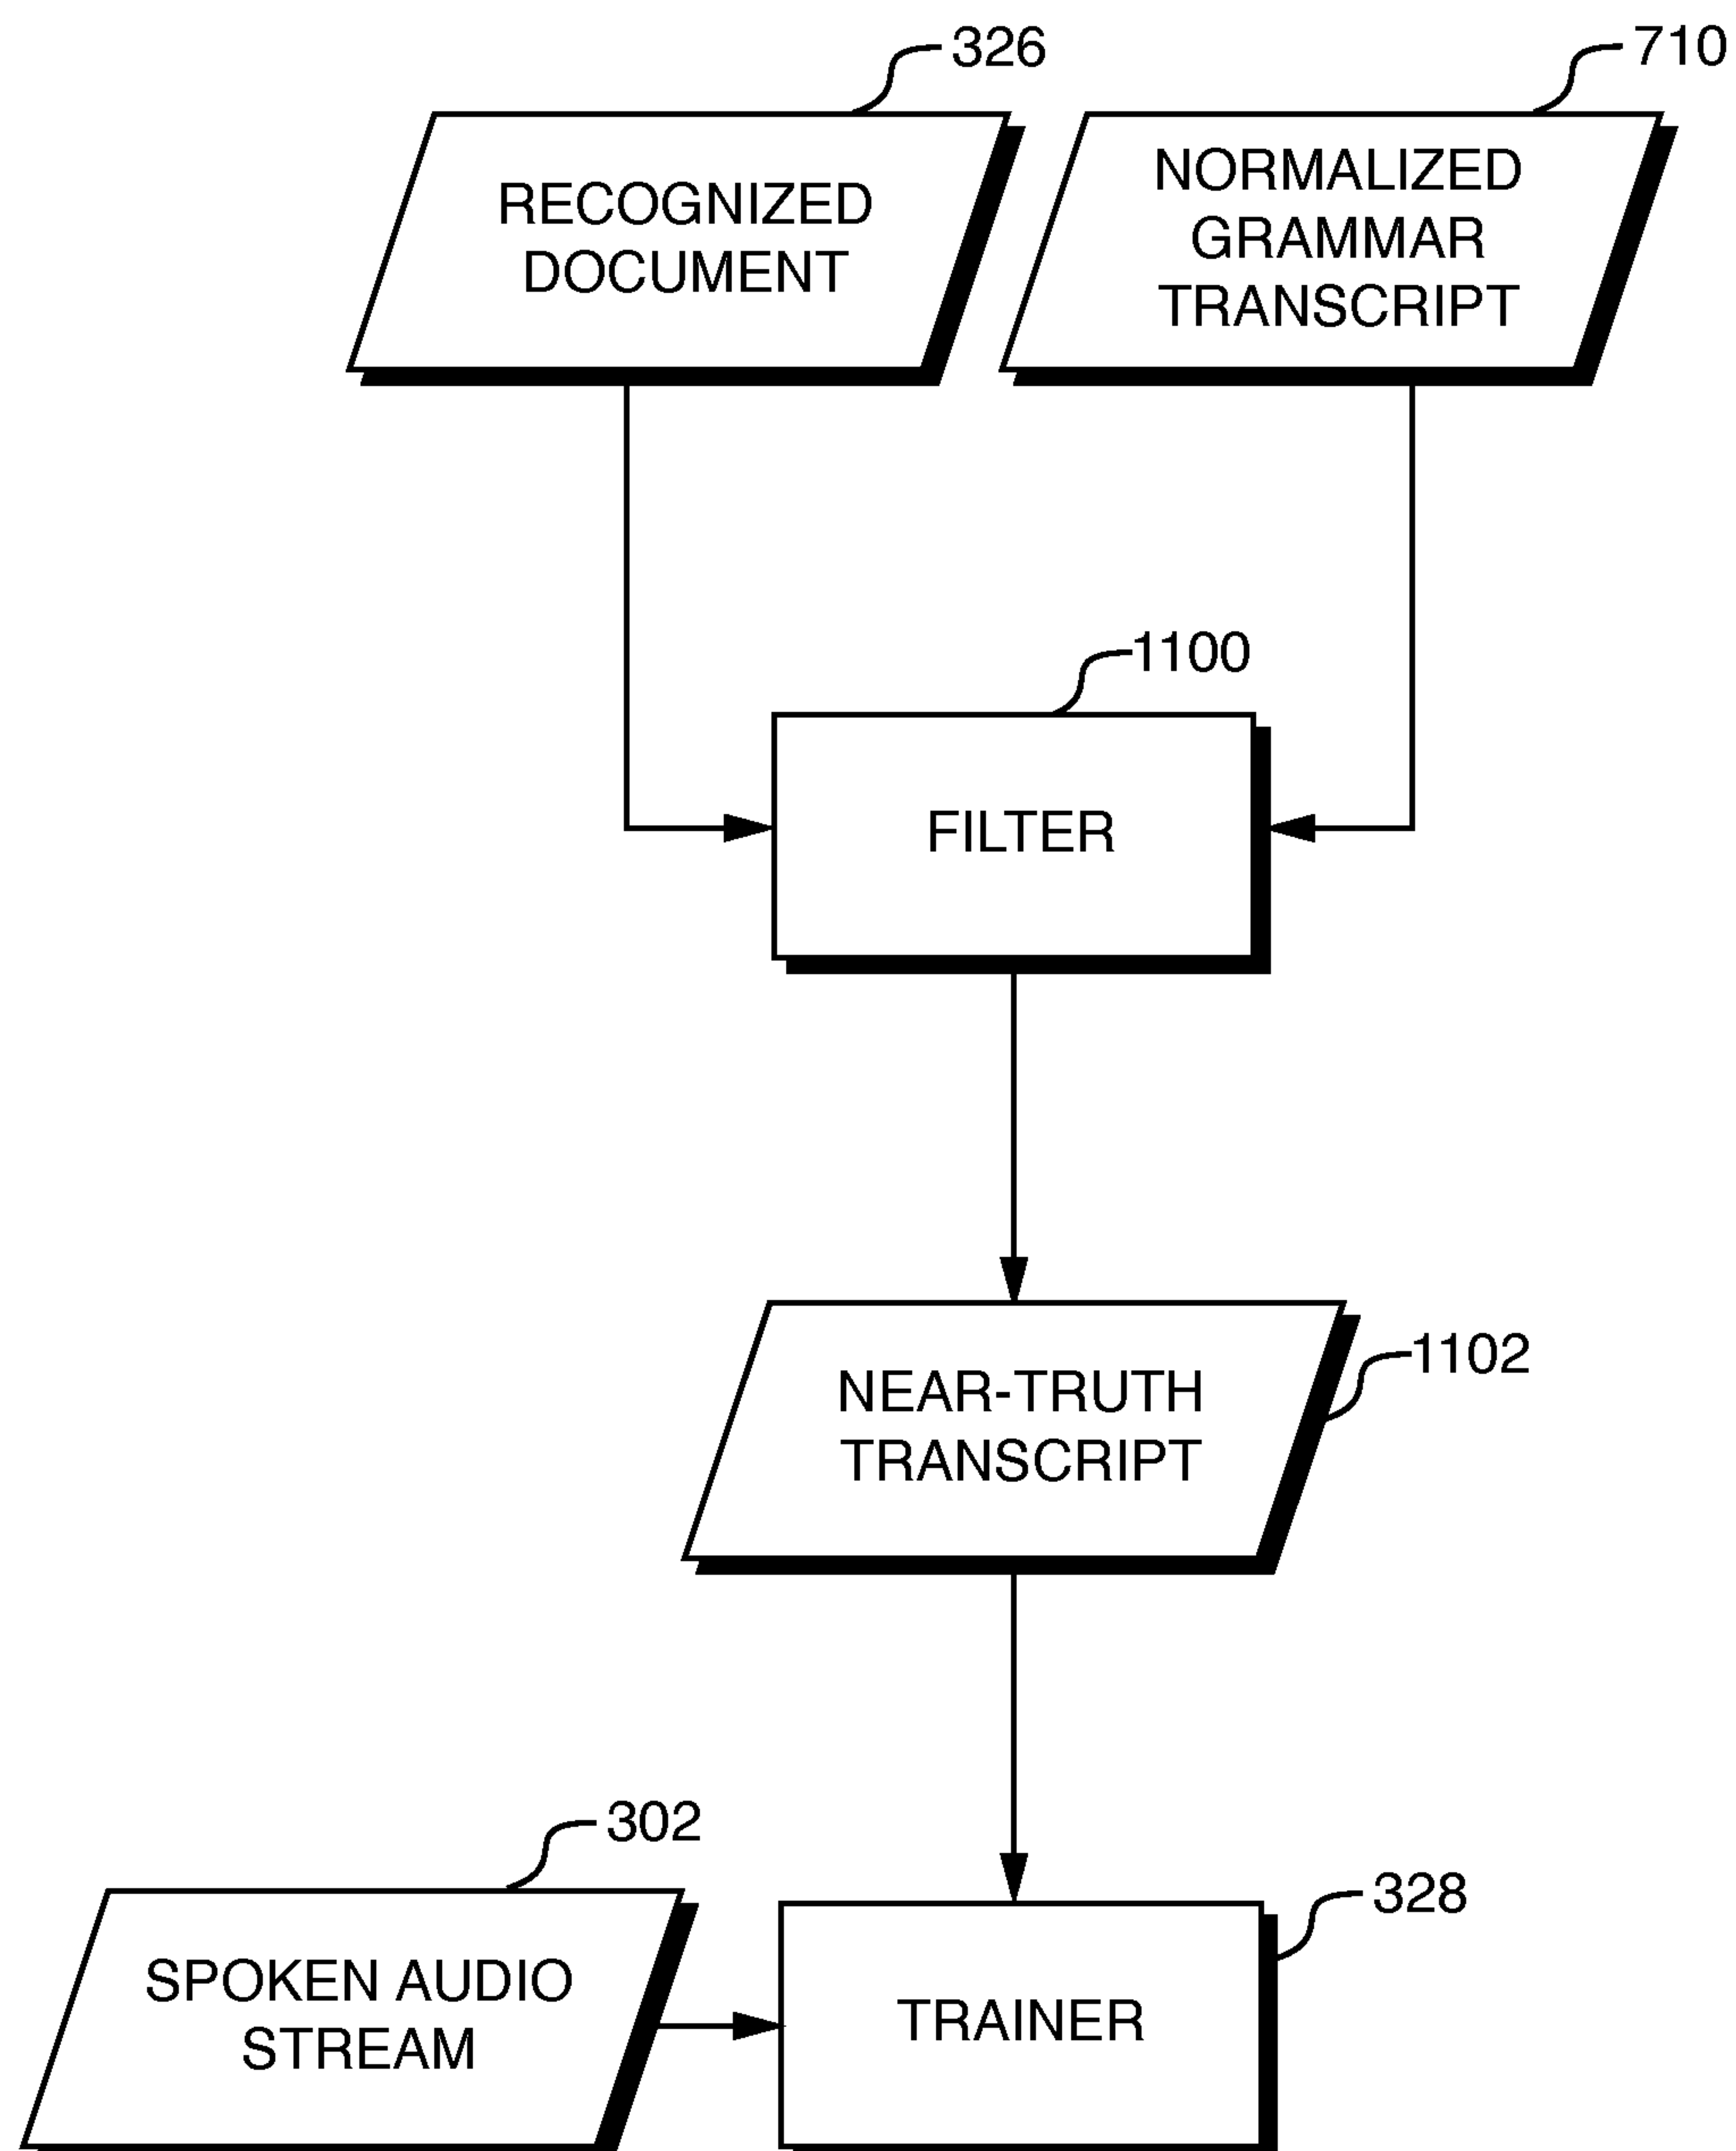 326
710
RECOGNIZED
DOCUMENT
NORMALIZED
GRAMMAR
TRANSCRIPT
1100
FILTER
1102
NEAR-TRUTH
TRANSCRIPT
302
328
SPOKEN AUDIO
STREAM
TRAINER